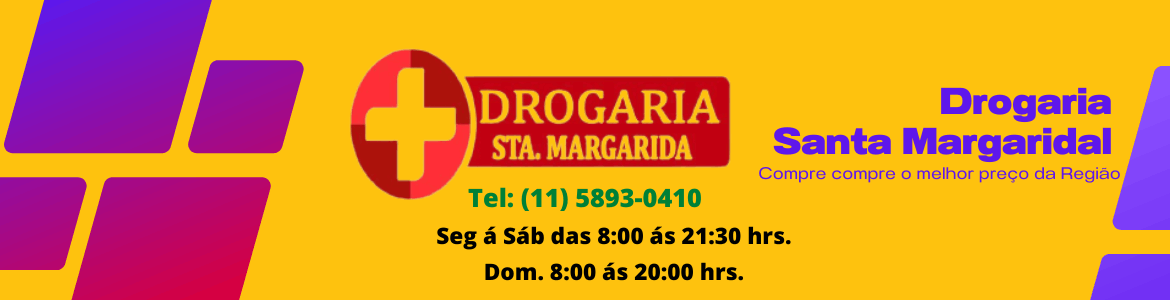 DROGARIA
STA. MARGARIDA
Tel: (11) 5893-0410
Seg á Sáb das 8:00 ás 21:30 hrs.
Dom. 8:00 ás 20:00 hrs.
Drogaria
Santa Margaridal
Compre compre o melhor preço da Região